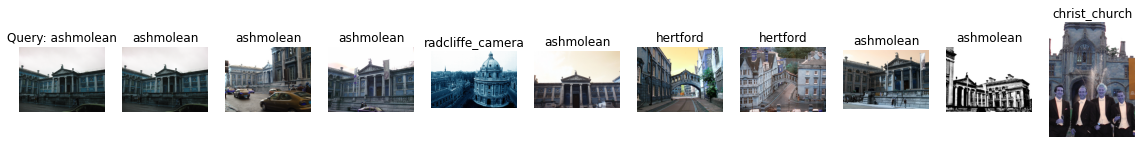 Query: ashmolean
ashmolean
ashmolean
ashmolean
radcliffe_camera
ashmolean
hertford
hertford
ashmolean
ashmolean
christ_church